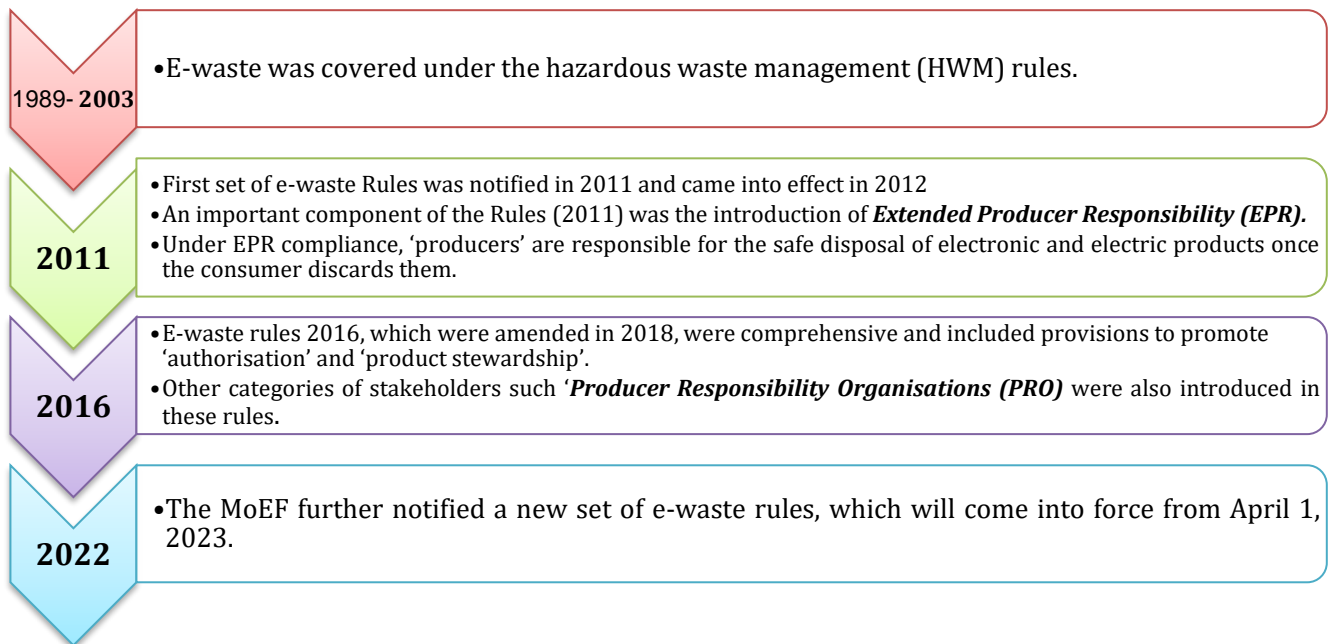 1989- 2003
•E-waste was covered under the hazardous waste management (HWM) rules.
2011
•First set of e-waste Rules was notified in 2011 and came into effect in 2012
•An important component of the Rules (2011) was the introduction of Extended Producer Responsibility (EPR).
•Under EPR compliance, ‘producers’ are responsible for the safe disposal of electronic and electric products once
the consumer discards them.
2016
•E-waste rules 2016, which were amended in 2018, were comprehensive and included provisions to promote
‘authorisation’ and ‘product stewardship’.
•Other categories of stakeholders such ‘Producer Responsibility Organisations (PRO) were also introduced in
these rules.
2022
•The MoEF further notified a new set of e-waste rules, which will come into force from April 1,
2023.